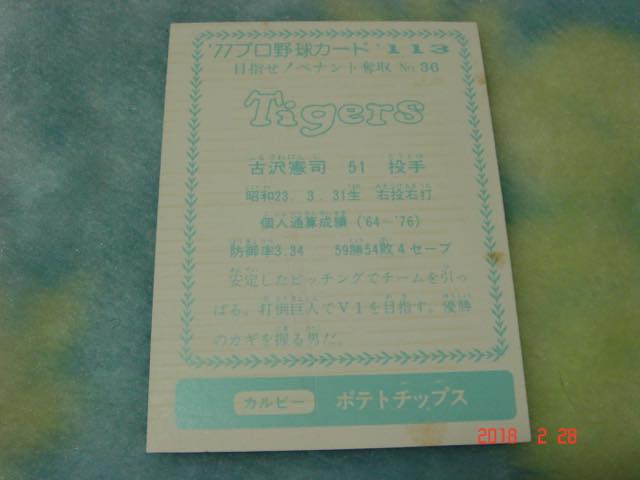 '77プロ野球カード '113
目指せ!ペナント奪取 No.36
Tigers
古沢憲司 51 投手
昭和23. 3. 31生 右投右打
個人通算成績 ('64〜'76)
防御率3.34 59勝54敗4セーブ
安定したピッチングでチームを引っ
ぱる。打倒巨人でV1を目指す。優勝
のカギを握る男だ。
カルビー ポテトチップス
2018 2 28